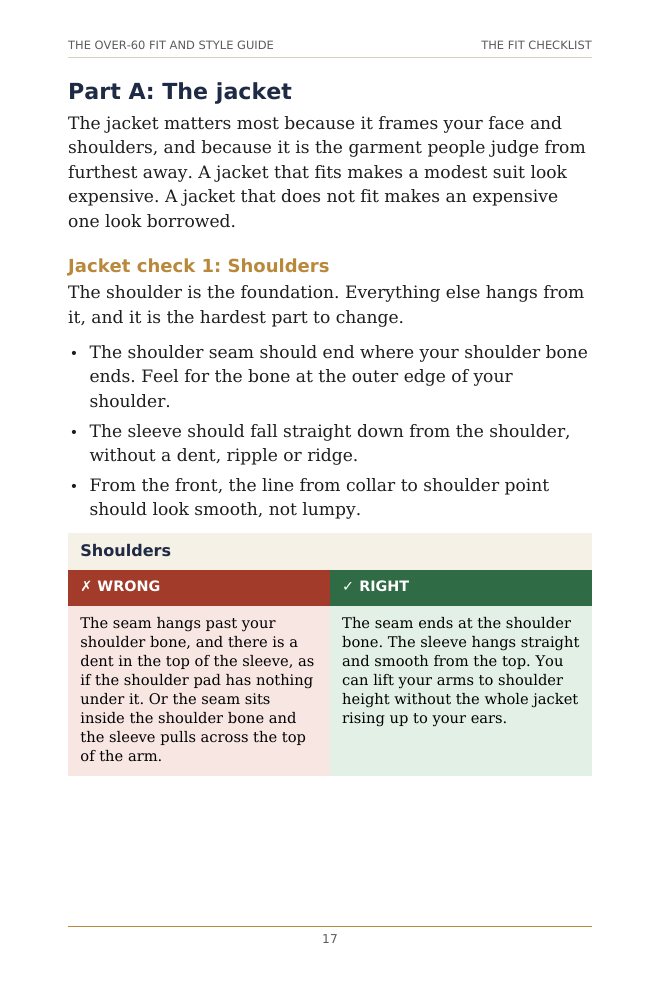 THE OVER-60 FIT AND STYLE GUIDE THE FIT CHECKLIST
Part A: The jacket
The jacket matters most because it frames your face and
shoulders, and because it is the garment people judge from
furthest away. A jacket that fits makes a modest suit look
expensive. A jacket that does not fit makes an expensive
one look borrowed.
Jacket check 1: Shoulders
The shoulder is the foundation. Everything else hangs from
it, and it is the hardest part to change.
• The shoulder seam should end where your shoulder bone
ends. Feel for the bone at the outer edge of your
shoulder.
• The sleeve should fall straight down from the shoulder,
without a dent, ripple or ridge.
• From the front, the line from collar to shoulder point
should look smooth, not lumpy.
Shoulders
✗ WRONG
The seam hangs past your
shoulder bone, and there is a
dent in the top of the sleeve, as
if the shoulder pad has nothing
under it. Or the seam sits
inside the shoulder bone and
the sleeve pulls across the top
of the arm.
✓ RIGHT
The seam ends at the shoulder
bone. The sleeve hangs straight
and smooth from the top. You
can lift your arms to shoulder
height without the whole jacket
rising up to your ears.
17